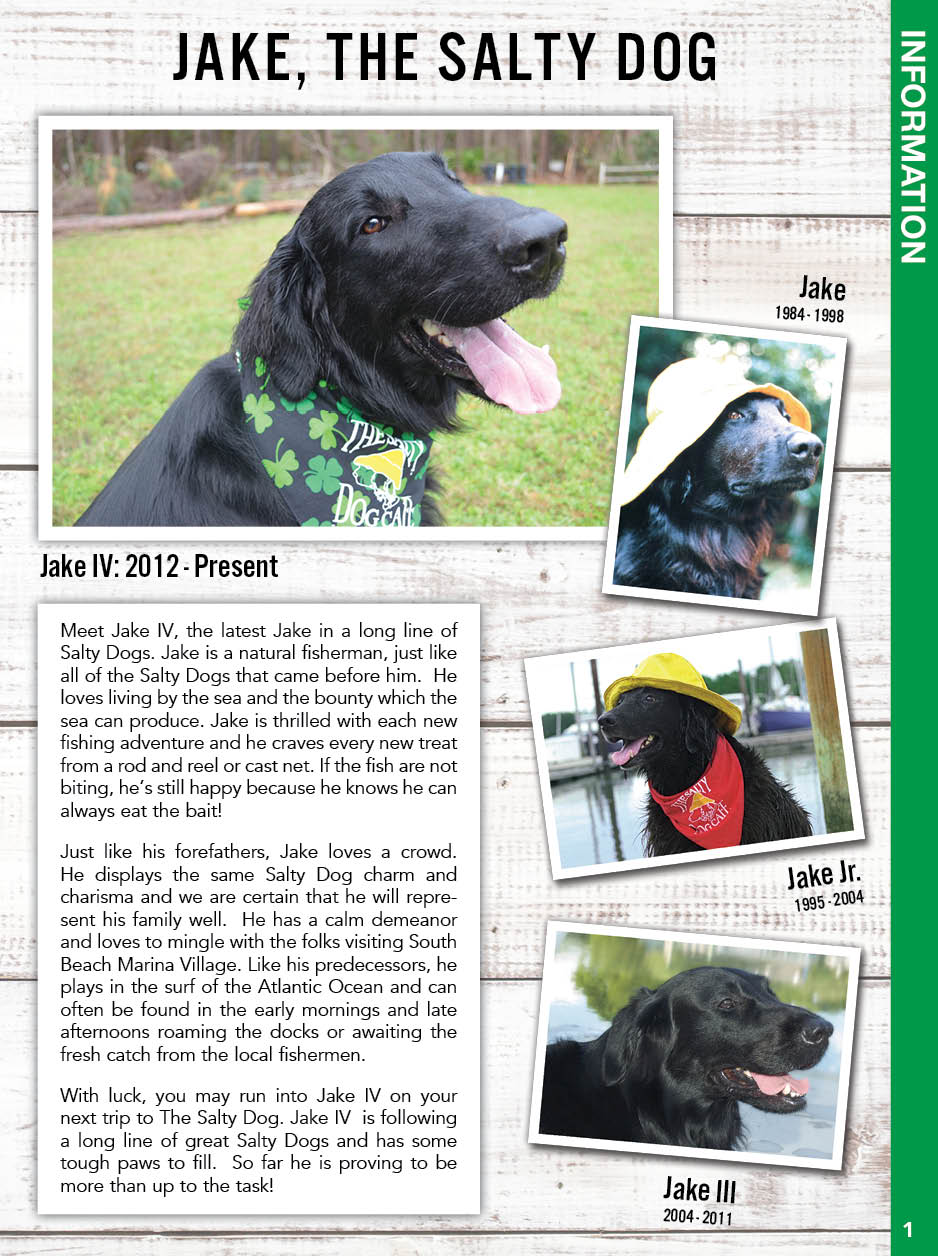 JAKE, THE SALTY DOG
INFORMATION
THE SALTY
DOG CAFE
Jake
1984 - 1998
Jake IV: 2012 - Present
Meet Jake IV, the latest Jake in a long line of
Salty Dogs. Jake is a natural fisherman, just like
all of the Salty Dogs that came before him.  He
loves living by the sea and the bounty which the
sea can produce. Jake is thrilled with each new
fishing adventure and he craves every new treat
from a rod and reel or cast net. If the fish are not
biting, he's still happy because he knows he can
always eat the bait!
Just like his forefathers, Jake loves a crowd.
He displays the same Salty Dog charm and
charisma and we are certain that he will repre-
sent his family well.  He has a calm demeanor
and loves to mingle with the folks visiting South
Beach Marina Village. Like his predecessors, he
plays in the surf of the Atlantic Ocean and can
often be found in the early mornings and late
afternoons roaming the docks or awaiting the
fresh catch from the local fishermen.
With luck, you may run into Jake IV on your
next trip to The Salty Dog. Jake IV  is following
a long line of great Salty Dogs and has some
tough paws to fill.  So far he is proving to be
more than up to the task!
THE SALTY
DOG CAFE
Jake Jr.
1995 - 2004
Jake III
2004 - 2011
1